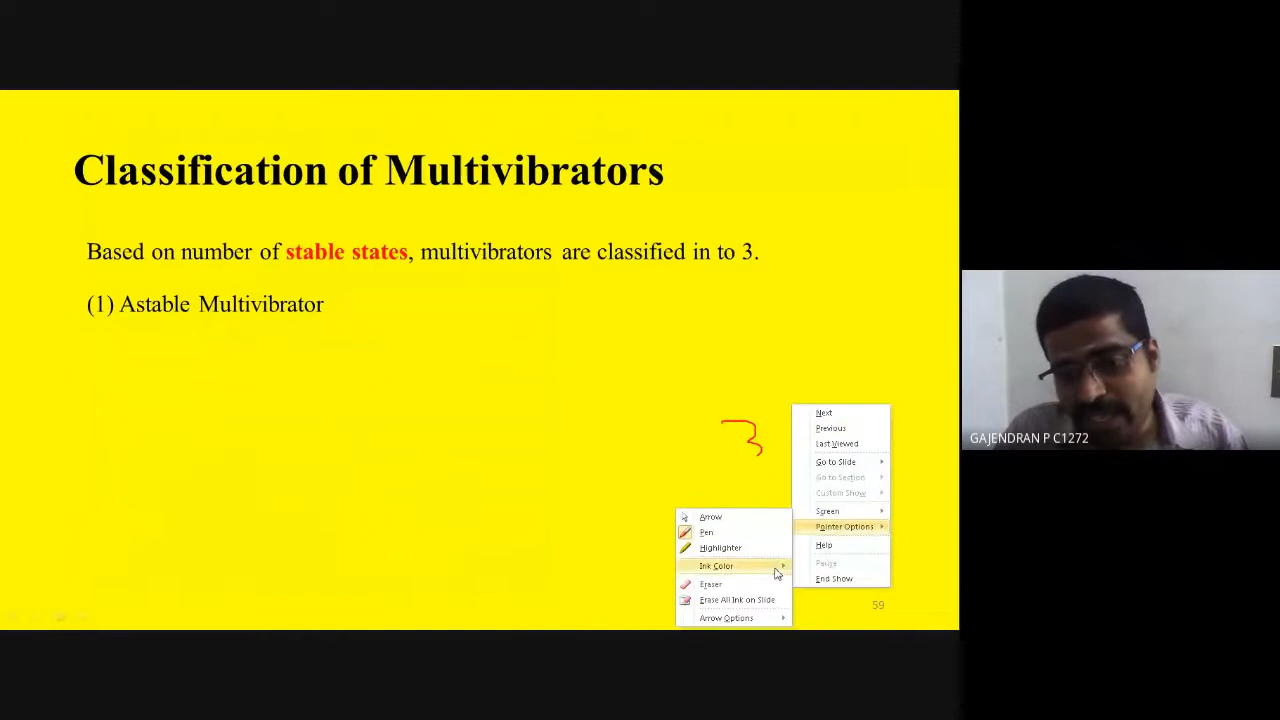 Classification of Multivibrators
Based on number of stable states, multivibrators are classified in to 3.
(1) Astable Multivibrator
3
Next
Previous
Last Viewed
Go to Slide
Go to Section
Custom Show
Screen
Pointer Options
Help
Pause
End Show
Arrow
Pen
Highlighter
Ink Color
Eraser
Erase All Ink on Slide
Arrow Options
59
GAJENDRAN P C1272